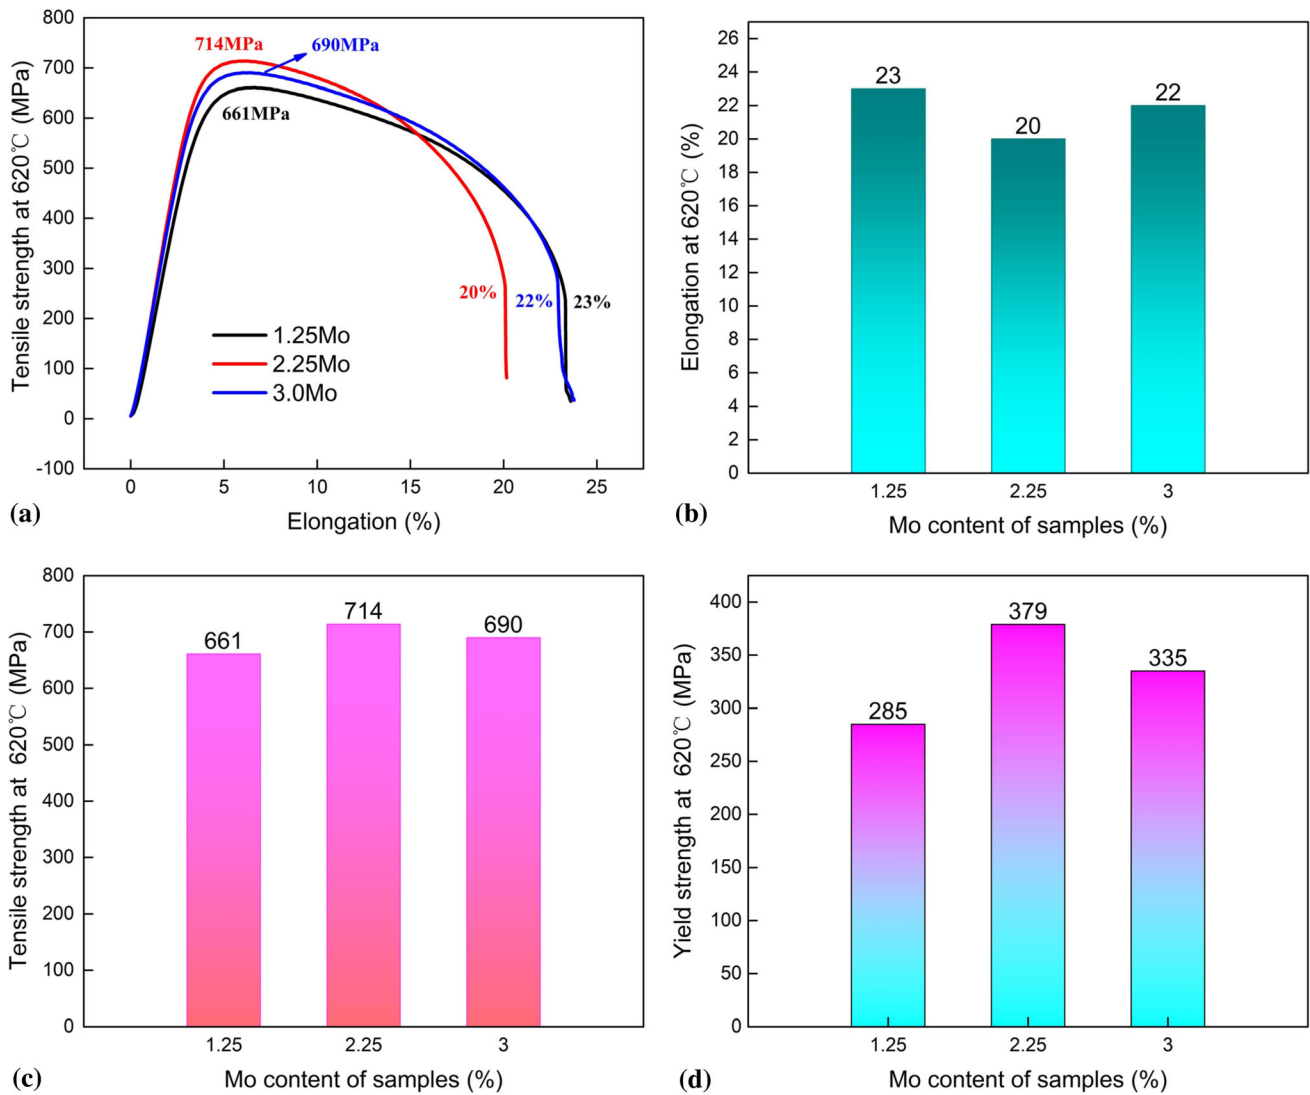 800
700
600
500
400
300
200
100
0
-100
Tensile strength at 620℃ (MPa)
714MPa
690MPa
661MPa
20%
22%
23%
1.25Mo
2.25Mo
3.0Mo
0 5 10 15 20 25
Elongation (%)
(a)
26
24
22
20
18
16
14
12
10
8
6
4
2
0
Elongation at 620℃ (%)
23
20
22
1.25 2.25 3
Mo content of samples (%)
(b)
800
700
600
500
400
300
200
100
0
Tensile strength at 620℃ (MPa)
661
714
690
1.25 2.25 3
Mo content of samples (%)
(c)
400
350
300
250
200
150
100
50
0
Yield strength at 620℃ (MPa)
285
379
335
1.25 2.25 3
Mo content of samples (%)
(d)